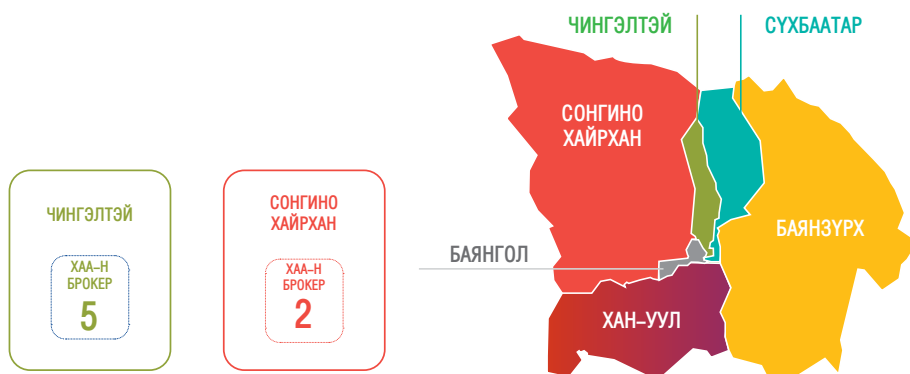 ЧИНГЭЛТЭЙ
СҮХБААТАР
СОНГИНО
ХАЙРХАН
БАЯНЗҮРХ
БАЯНГОЛ
ХАН–УУЛ
ЧИНГЭЛТЭЙ
ХАА–Н
БРОКЕР
5
СОНГИНО
ХАЙРХАН
ХАА–Н
БРОКЕР
2